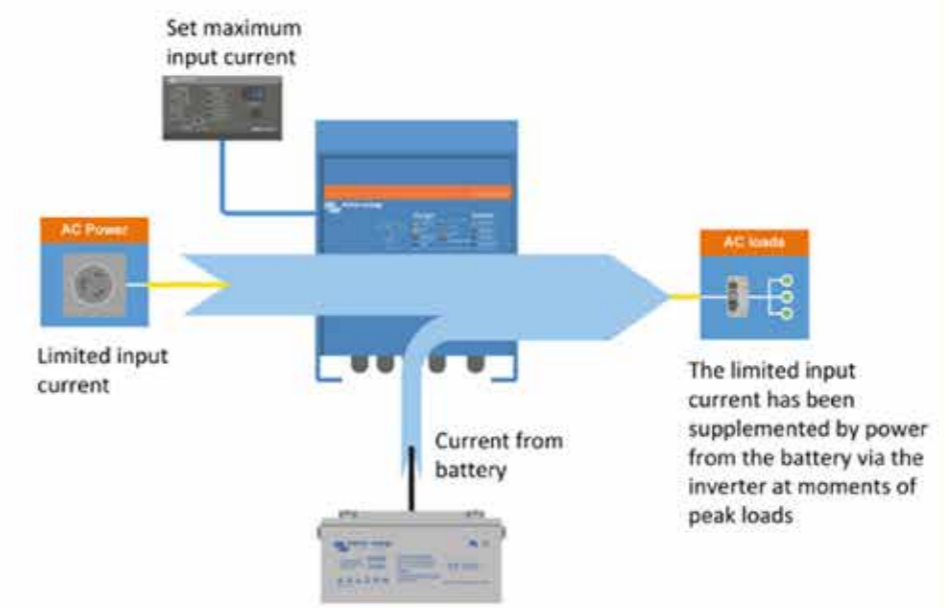 Set maximum
input current
AC Power
AC loads
Limited input
current
The limited input
current has been
supplemented by power
from the battery via the
inverter at moments of
peak loads
Current from
battery